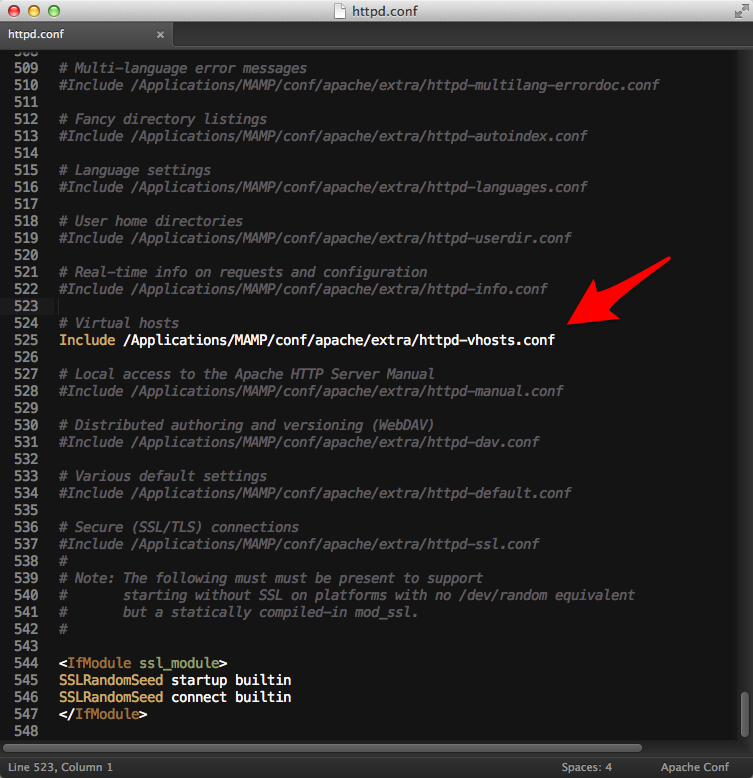 httpd.conf
httpd.conf ×
508
509 # Multi-language error messages
510 #Include /Applications/MAMP/conf/apache/extra/httpd-multilang-errordoc.conf
511
512 # Fancy directory listings
513 #Include /Applications/MAMP/conf/apache/extra/httpd-autoindex.conf
514
515 # Language settings
516 #Include /Applications/MAMP/conf/apache/extra/httpd-languages.conf
517
518 # User home directories
519 #Include /Applications/MAMP/conf/apache/extra/httpd-userdir.conf
520
521 # Real-time info on requests and configuration
522 #Include /Applications/MAMP/conf/apache/extra/httpd-info.conf
523
524 # Virtual hosts
525 Include /Applications/MAMP/conf/apache/extra/httpd-vhosts.conf
526
527 # Local access to the Apache HTTP Server Manual
528 #Include /Applications/MAMP/conf/apache/extra/httpd-manual.conf
529
530 # Distributed authoring and versioning (WebDAV)
531 #Include /Applications/MAMP/conf/apache/extra/httpd-dav.conf
532
533 # Various default settings
534 #Include /Applications/MAMP/conf/apache/extra/httpd-default.conf
535
536 # Secure (SSL/TLS) connections
537 #Include /Applications/MAMP/conf/apache/extra/httpd-ssl.conf
538 #
539 # Note: The following must must be present to support
540 #       starting without SSL on platforms with no /dev/random equivalent
541 #       but a statically compiled-in mod_ssl.
542 #
543
544 <IfModule ssl_module>
545 SSLRandomSeed startup builtin
546 SSLRandomSeed connect builtin
547 </IfModule>
548
Line 523, Column 1 Spaces: 4 Apache Conf